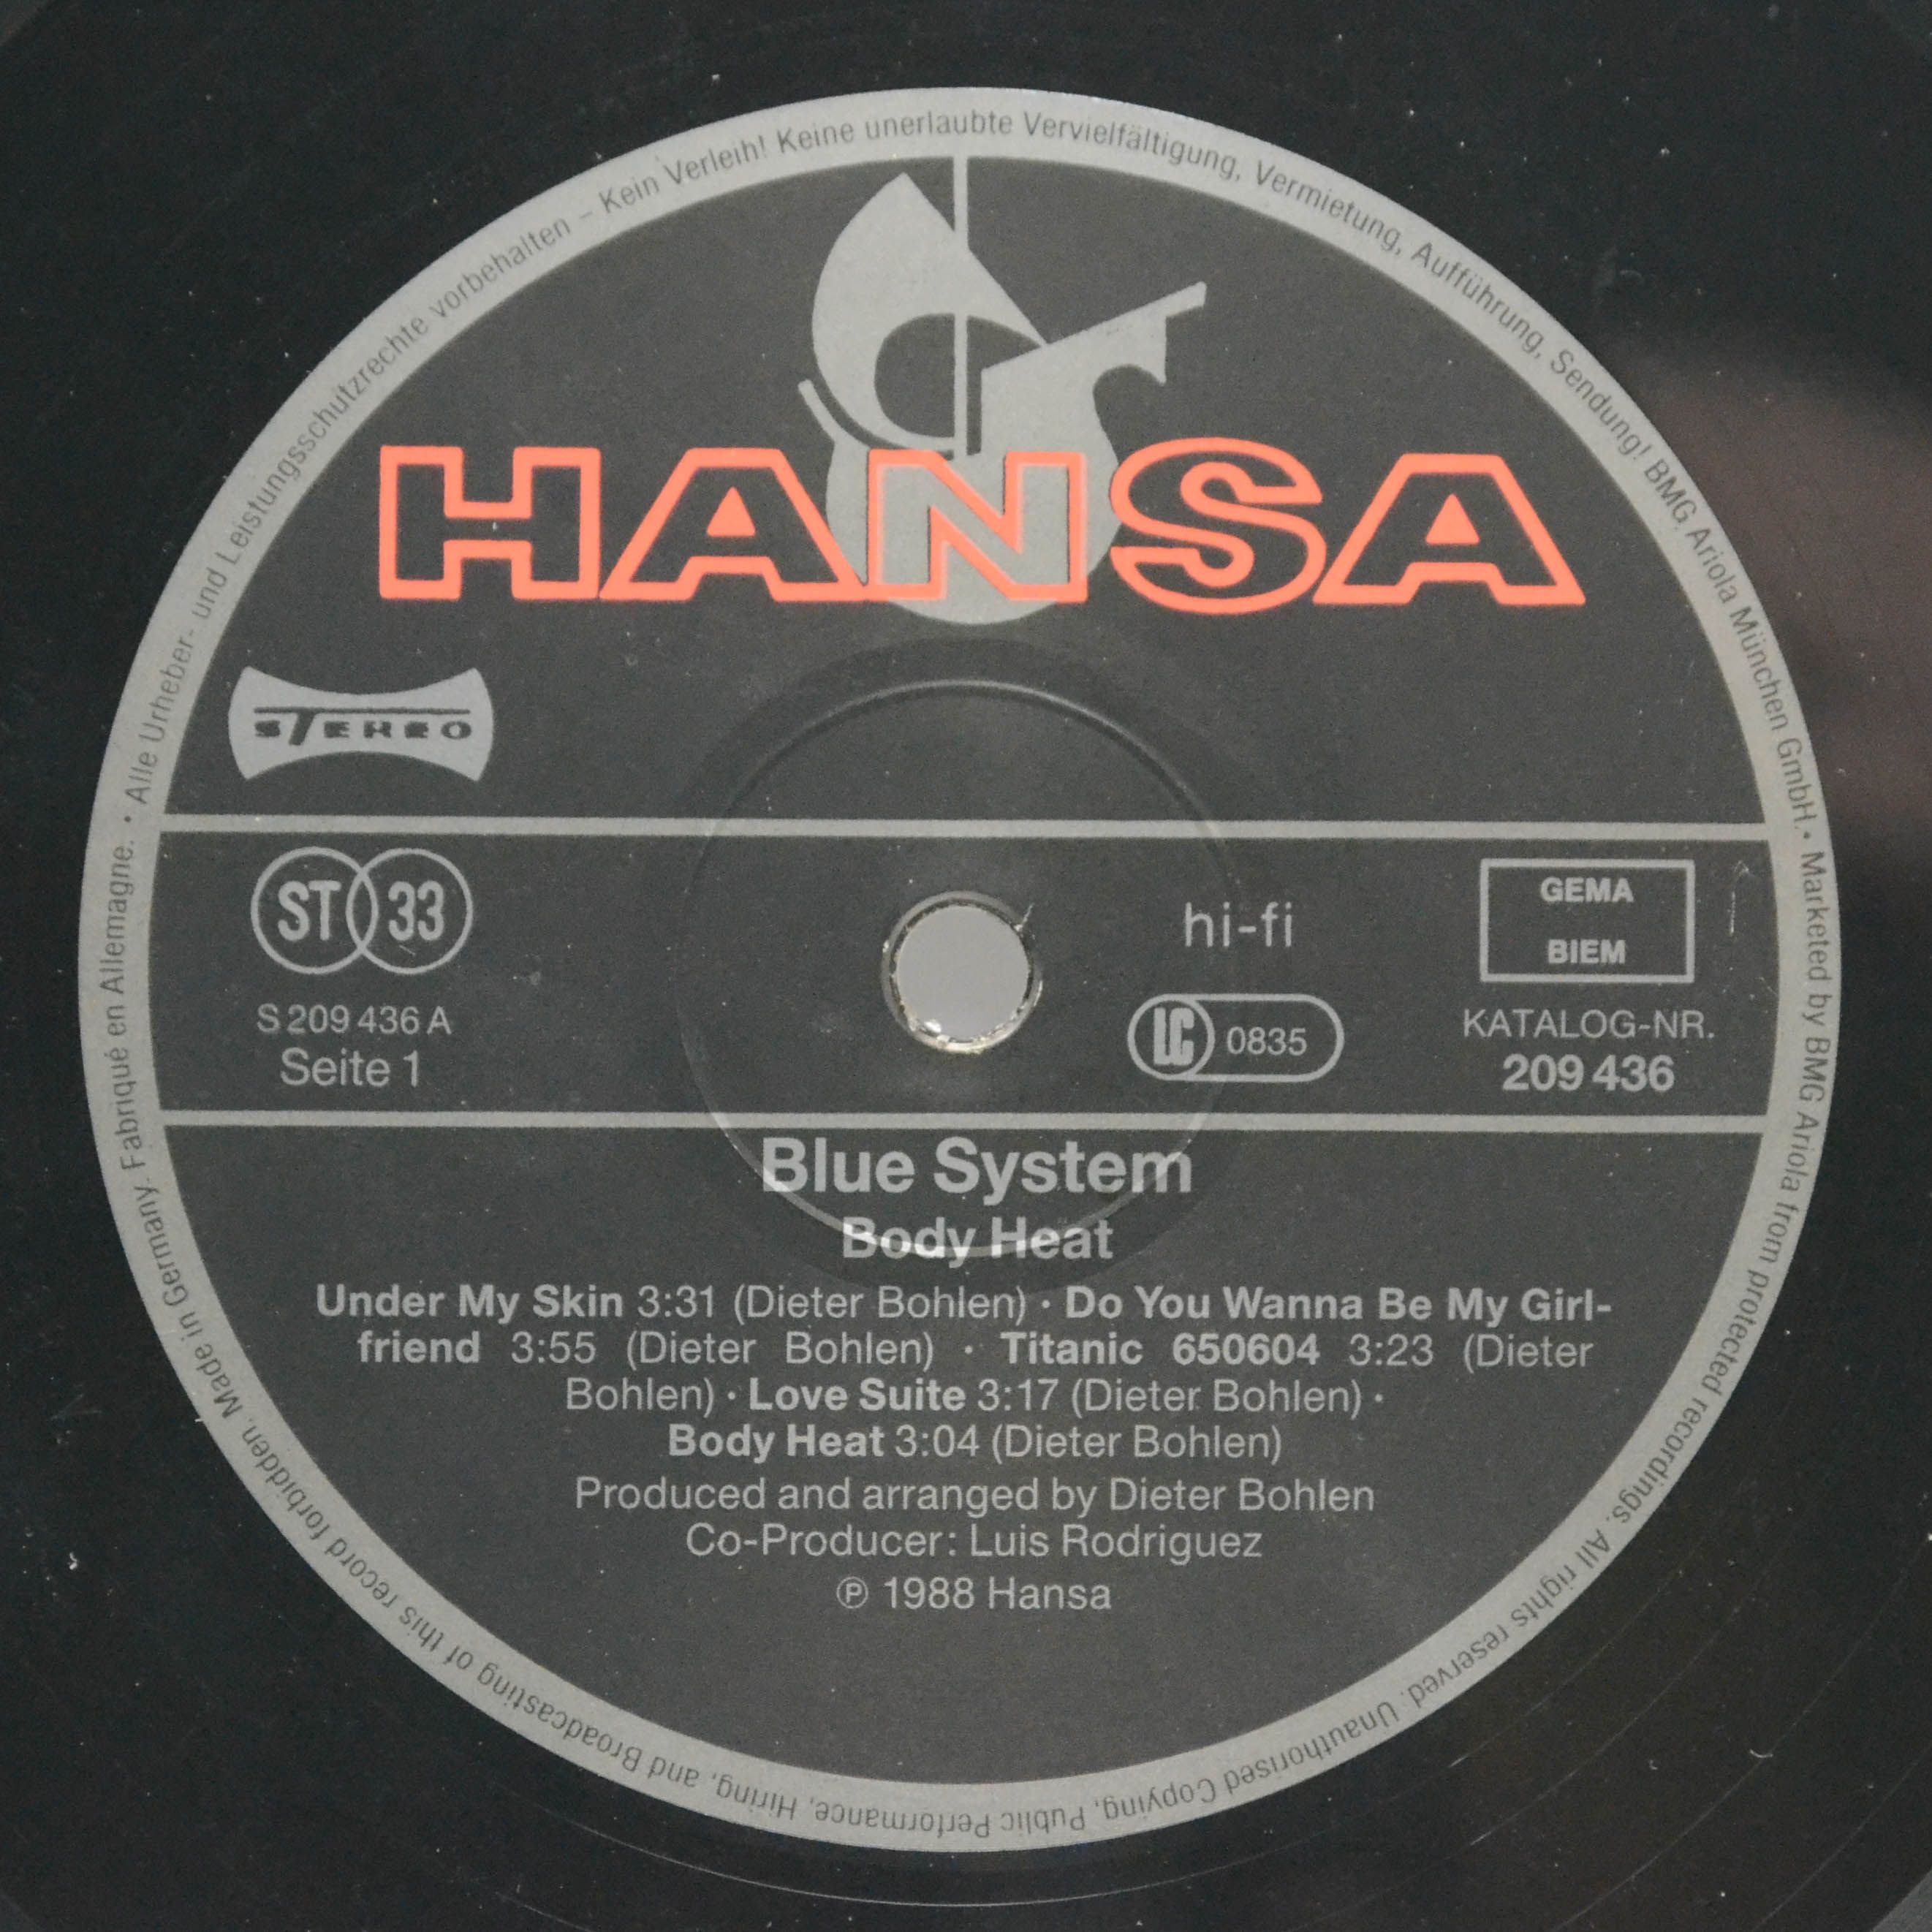 Alle Urheber- und Leistungsschutzrechte vorbehalten – Kein Verleih! Keine unerlaubte Vervielfältigung, Vermietung, Aufführung, Sendung! BMG Ariola München GmbH. • Marketed by BMG Ariola from protected recordings. All rights reserved. Unauthorised Copying, Public Performance, Hiring, and Broadcasting of this record forbidden. Made in Germany. Fabriqué en Allemagne. •
HANSA
STEREO
ST 33
hi-fi
GEMA
BIEM
S 209 436 A
LC 0835
KATALOG-NR.
Seite 1
209 436
Blue System
Body Heat
Under My Skin 3:31 (Dieter Bohlen) · Do You Wanna Be My Girl-
friend 3:55 (Dieter Bohlen) · Titanic 650604 3:23 (Dieter
Bohlen) · Love Suite 3:17 (Dieter Bohlen) ·
Body Heat 3:04 (Dieter Bohlen)
Produced and arranged by Dieter Bohlen
Co-Producer: Luis Rodriguez
℗ 1988 Hansa